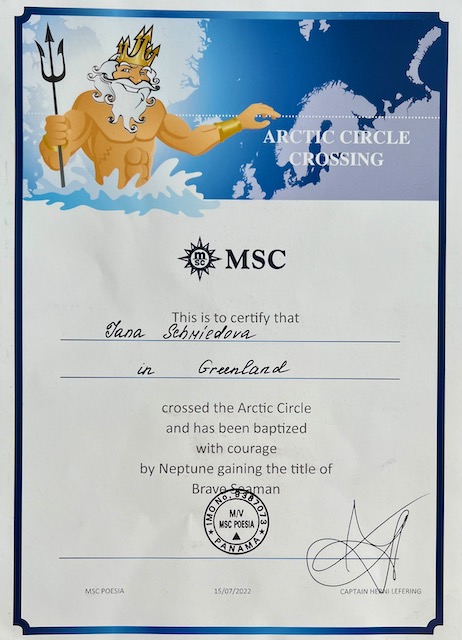 ARCTIC CIRCLE
CROSSING
MSC
This is to certify that
Jana Schmiedova
in Greenland
crossed the Arctic Circle
and has been baptized
with courage
by Neptune gaining the title of
Brave Seaman
IMO No. 9387073
M/V
MSC POESIA
PANAMA
MSC POESIA 15/07/2022 CAPTAIN HENNI LEFERING